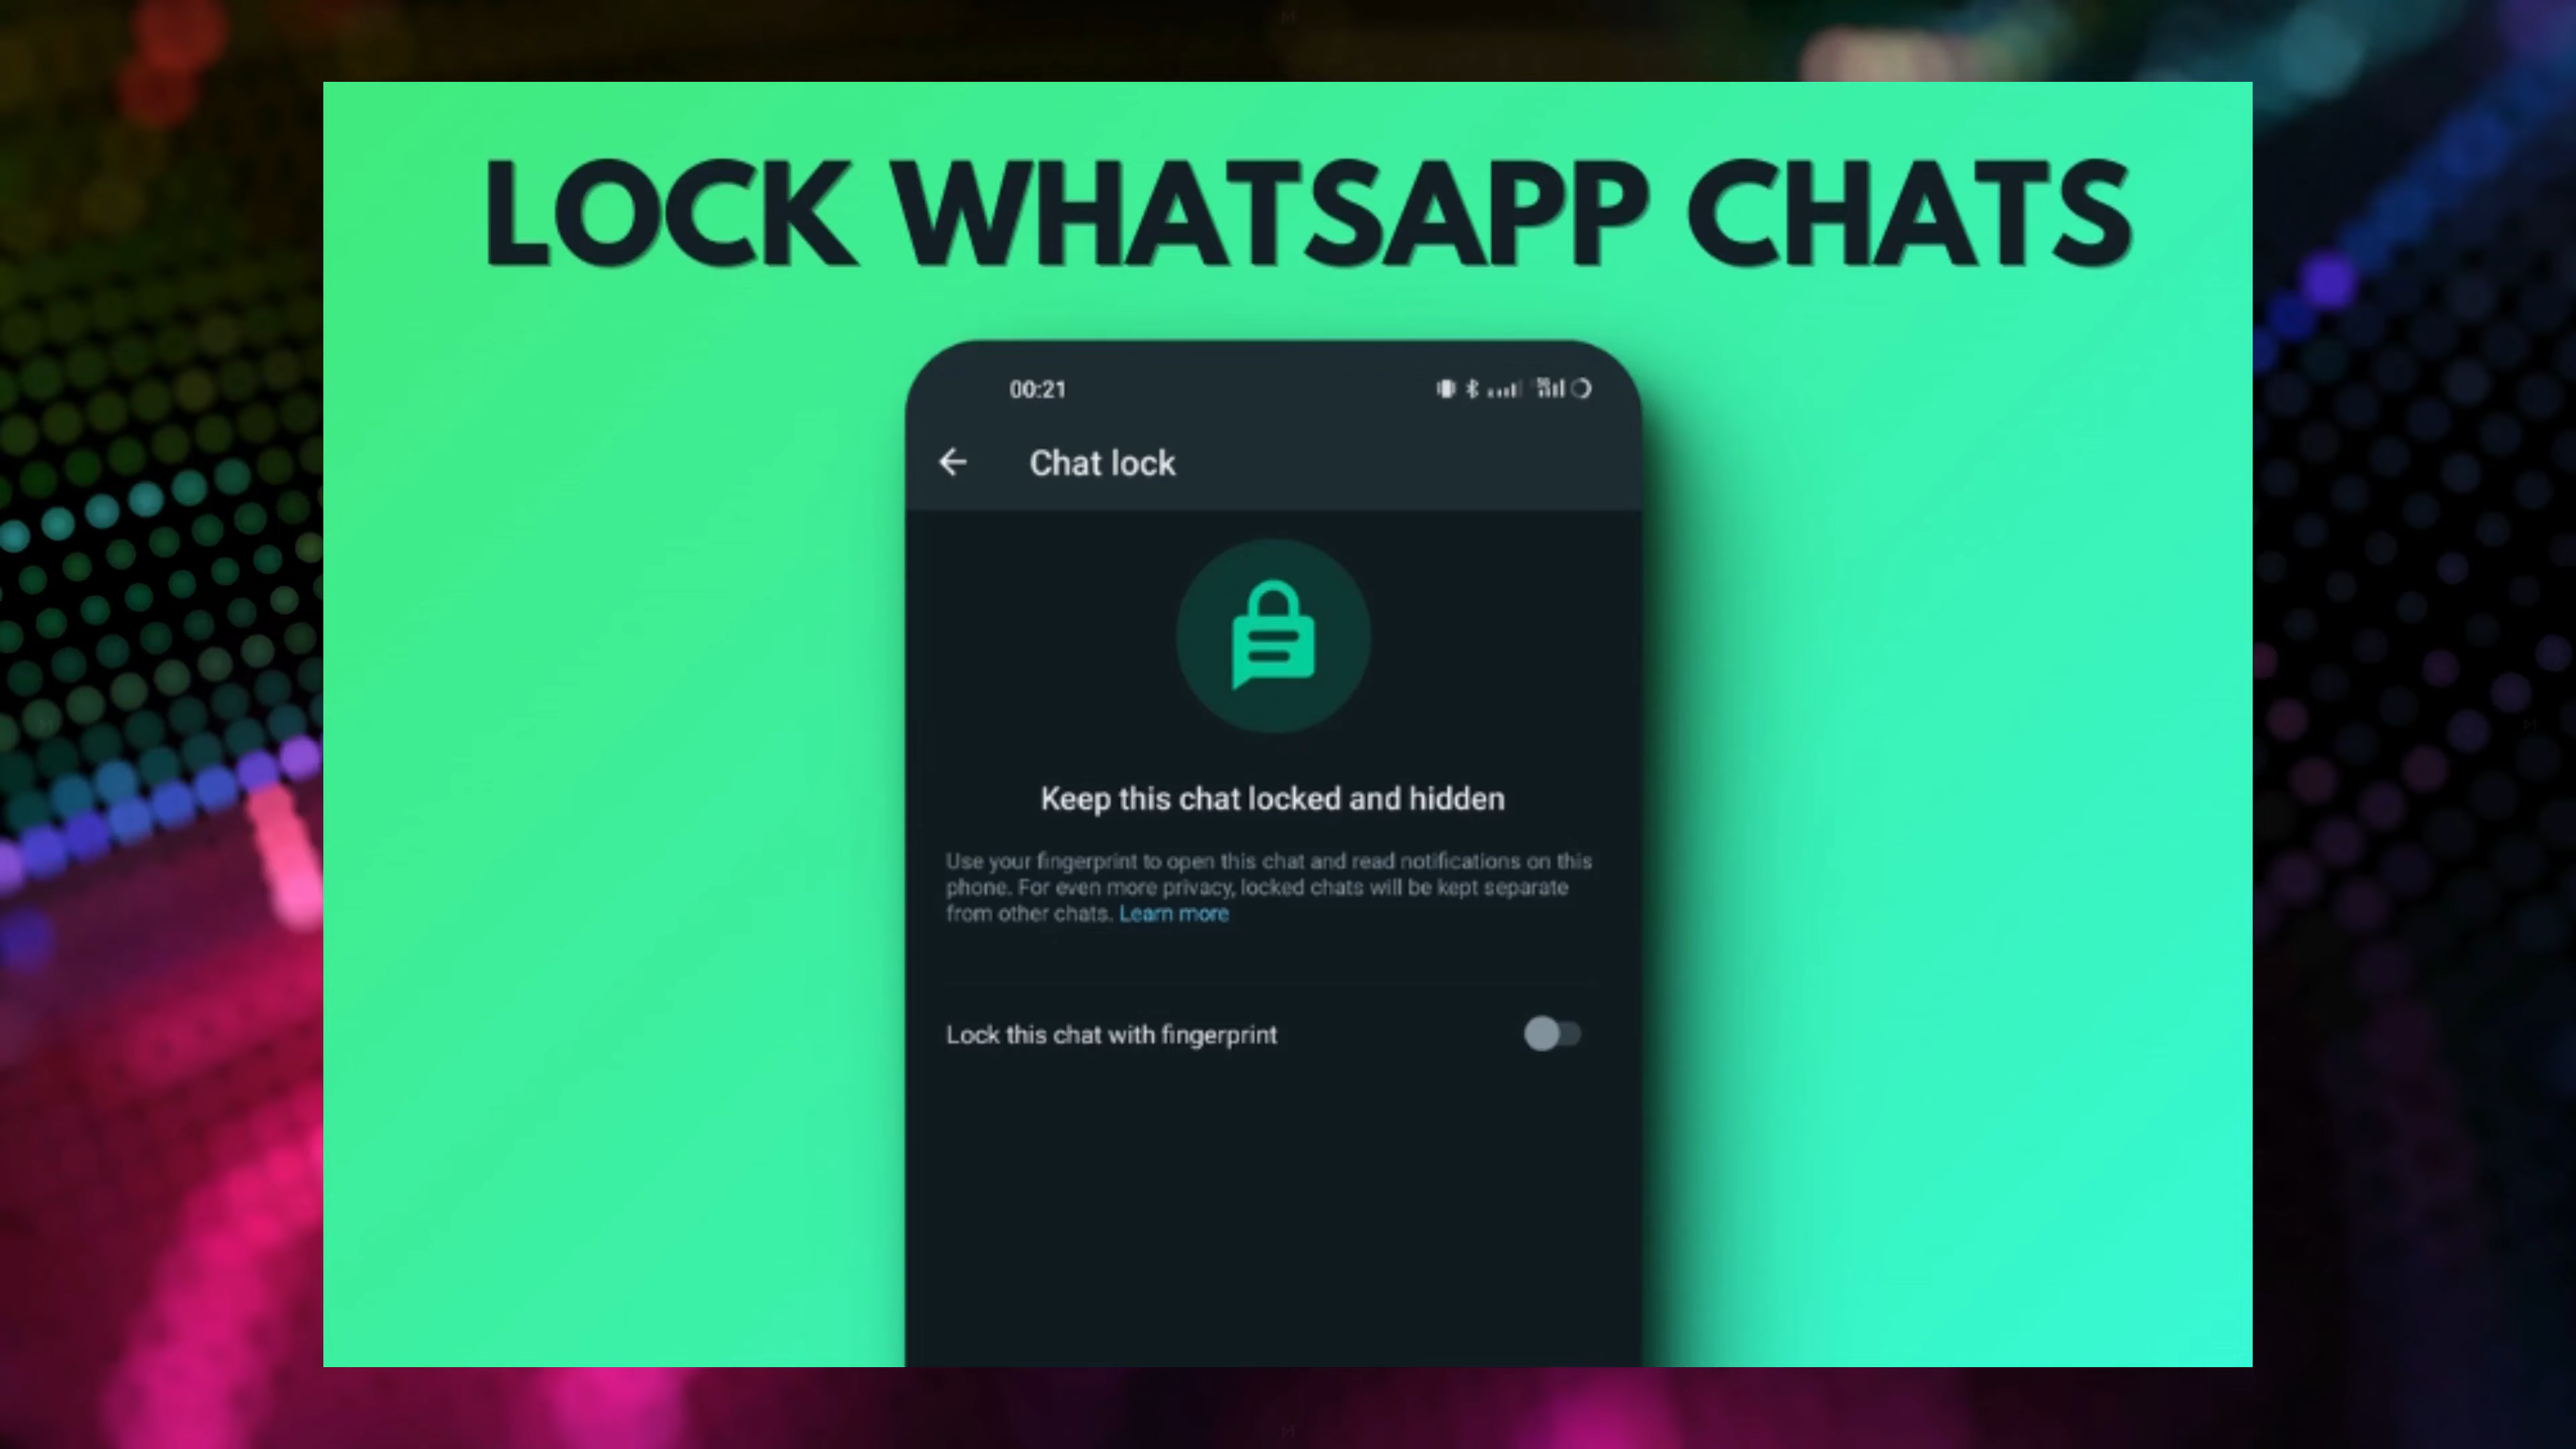 LOCK WHATSAPP CHATS
00:21
Chat lock
Keep this chat locked and hidden
Use your fingerprint to open this chat and read notifications on this
phone. For even more privacy, locked chats will be kept separate
from other chats. Learn more
Lock this chat with fingerprint